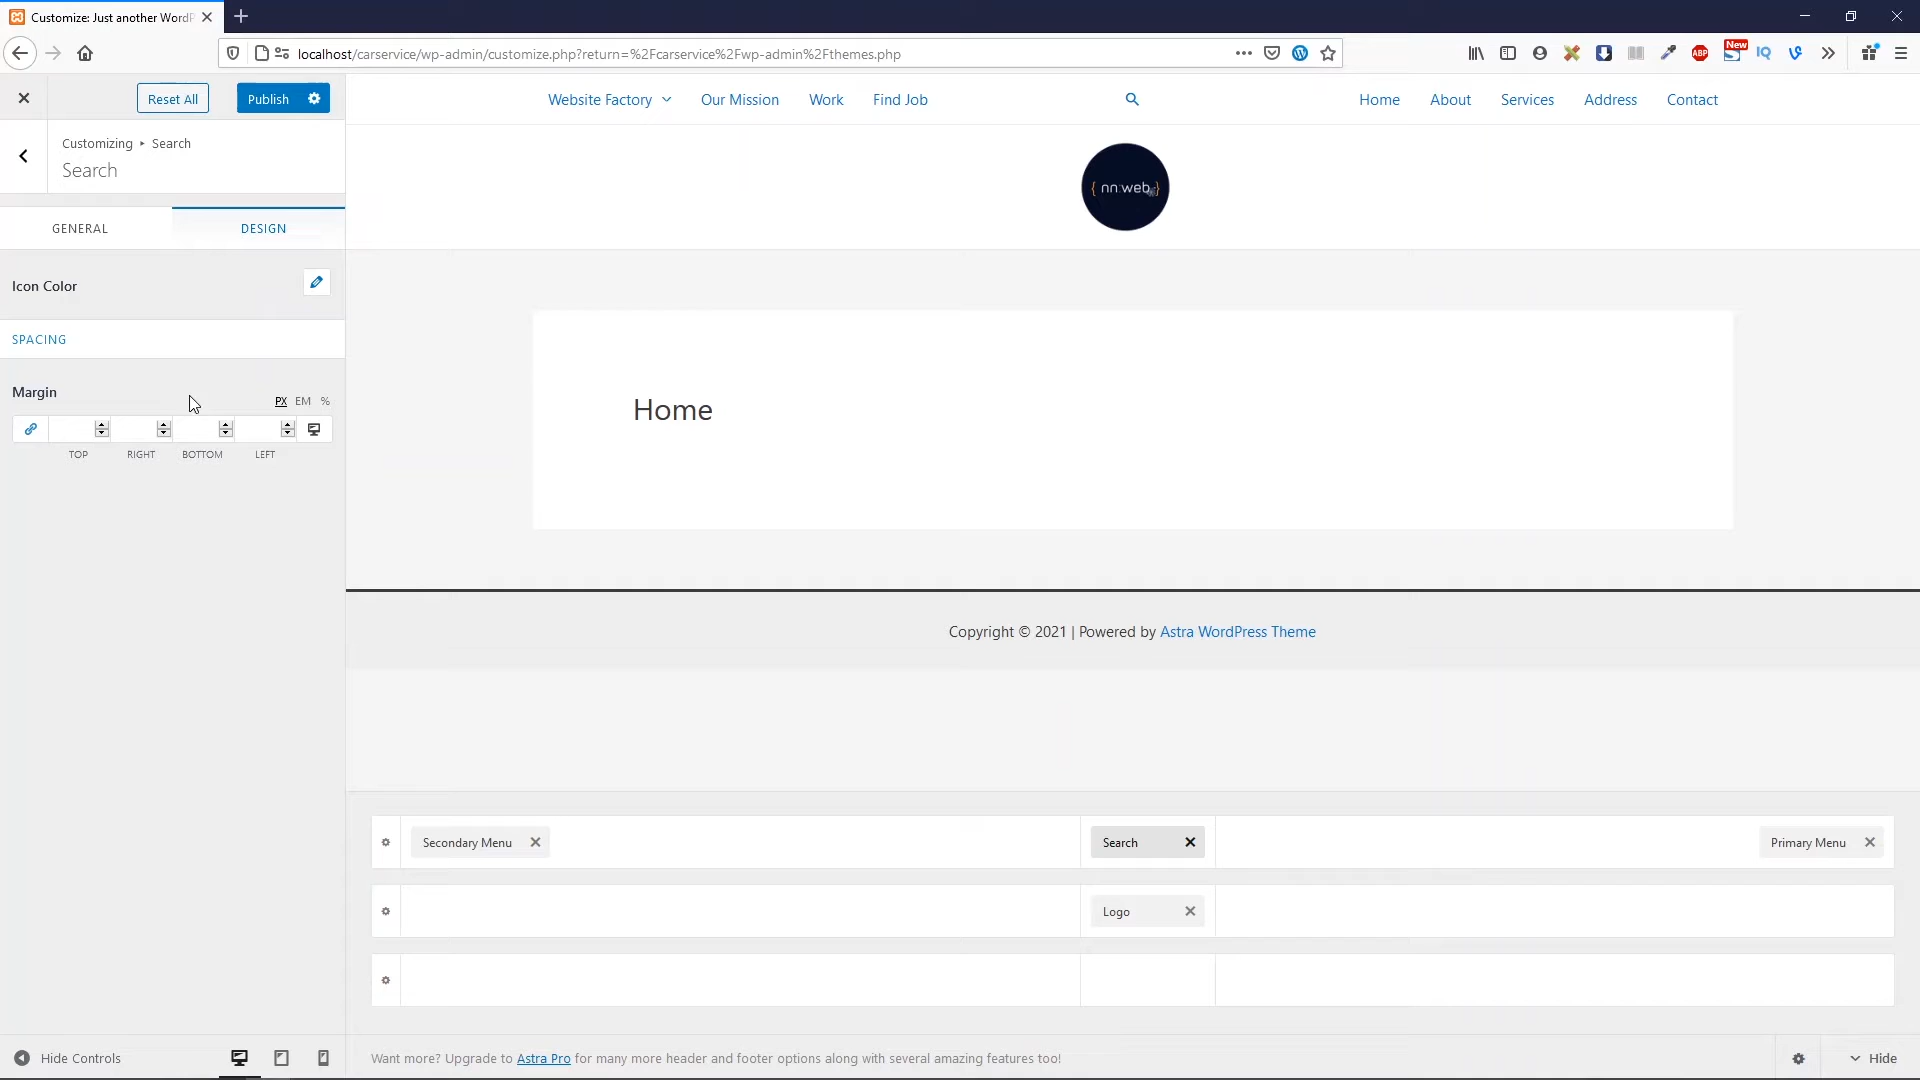 Customize: Just another WordP
localhost/carservice/wp-admin/customize.php?return=%2Fcarservice%2Fwp-admin%2Fthemes.php
ABP
New
IQ
Reset All
Publish
Website Factory
Our Mission
Work
Find Job
Home
About
Services
Address
Contact
Customizing ▸ Search
Search
{ nn:web }
GENERAL
DESIGN
Icon Color
SPACING
Margin
PX EM %
TOP RIGHT BOTTOM LEFT
Home
Copyright © 2021 | Powered by Astra WordPress Theme
Secondary Menu
Search
Primary Menu
Logo
Hide Controls
Want more? Upgrade to Astra Pro for many more header and footer options along with several amazing features too!
Hide